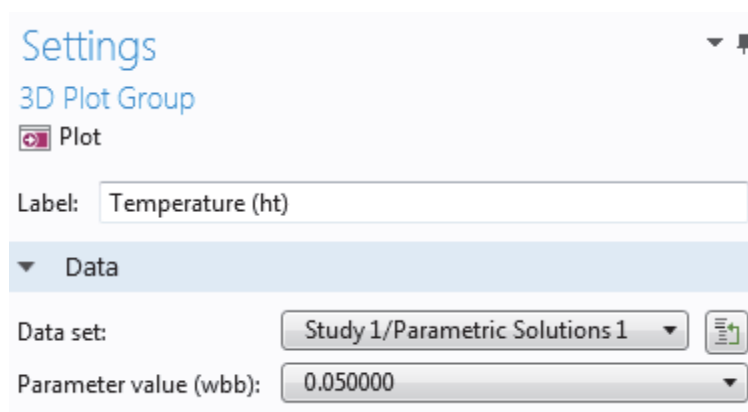 Settings
3D Plot Group
Plot
Label: Temperature (ht)
Data
Data set: Study 1/Parametric Solutions 1
Parameter value (wbb): 0.050000